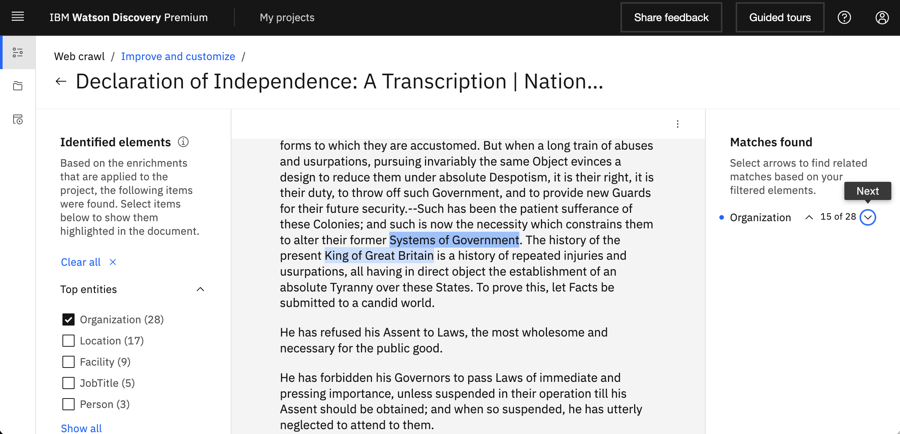 IBM Watson Discovery Premium
My projects
Share feedback
Guided tours
Web crawl / Improve and customize /
Declaration of Independence: A Transcription | Nation...
Identified elements
Based on the enrichments
that are applied to the
project, the following items
were found. Select items
below to show them
highlighted in the document.
Clear all
Top entities
Organization (28)
Location (17)
Facility (9)
JobTitle (5)
Person (3)
Show all
forms to which they are accustomed. But when a long train of abuses
and usurpations, pursuing invariably the same Object evinces a
design to reduce them under absolute Despotism, it is their right, it is
their duty, to throw off such Government, and to provide new Guards
for their future security.--Such has been the patient sufferance of
these Colonies; and such is now the necessity which constrains them
to alter their former Systems of Government. The history of the
present King of Great Britain is a history of repeated injuries and
usurpations, all having in direct object the establishment of an
absolute Tyranny over these States. To prove this, let Facts be
submitted to a candid world.
He has refused his Assent to Laws, the most wholesome and
necessary for the public good.
He has forbidden his Governors to pass Laws of immediate and
pressing importance, unless suspended in their operation till his
Assent should be obtained; and when so suspended, he has utterly
neglected to attend to them.
Matches found
Select arrows to find related
matches based on your
filtered elements.
Next
Organization
15 of 28